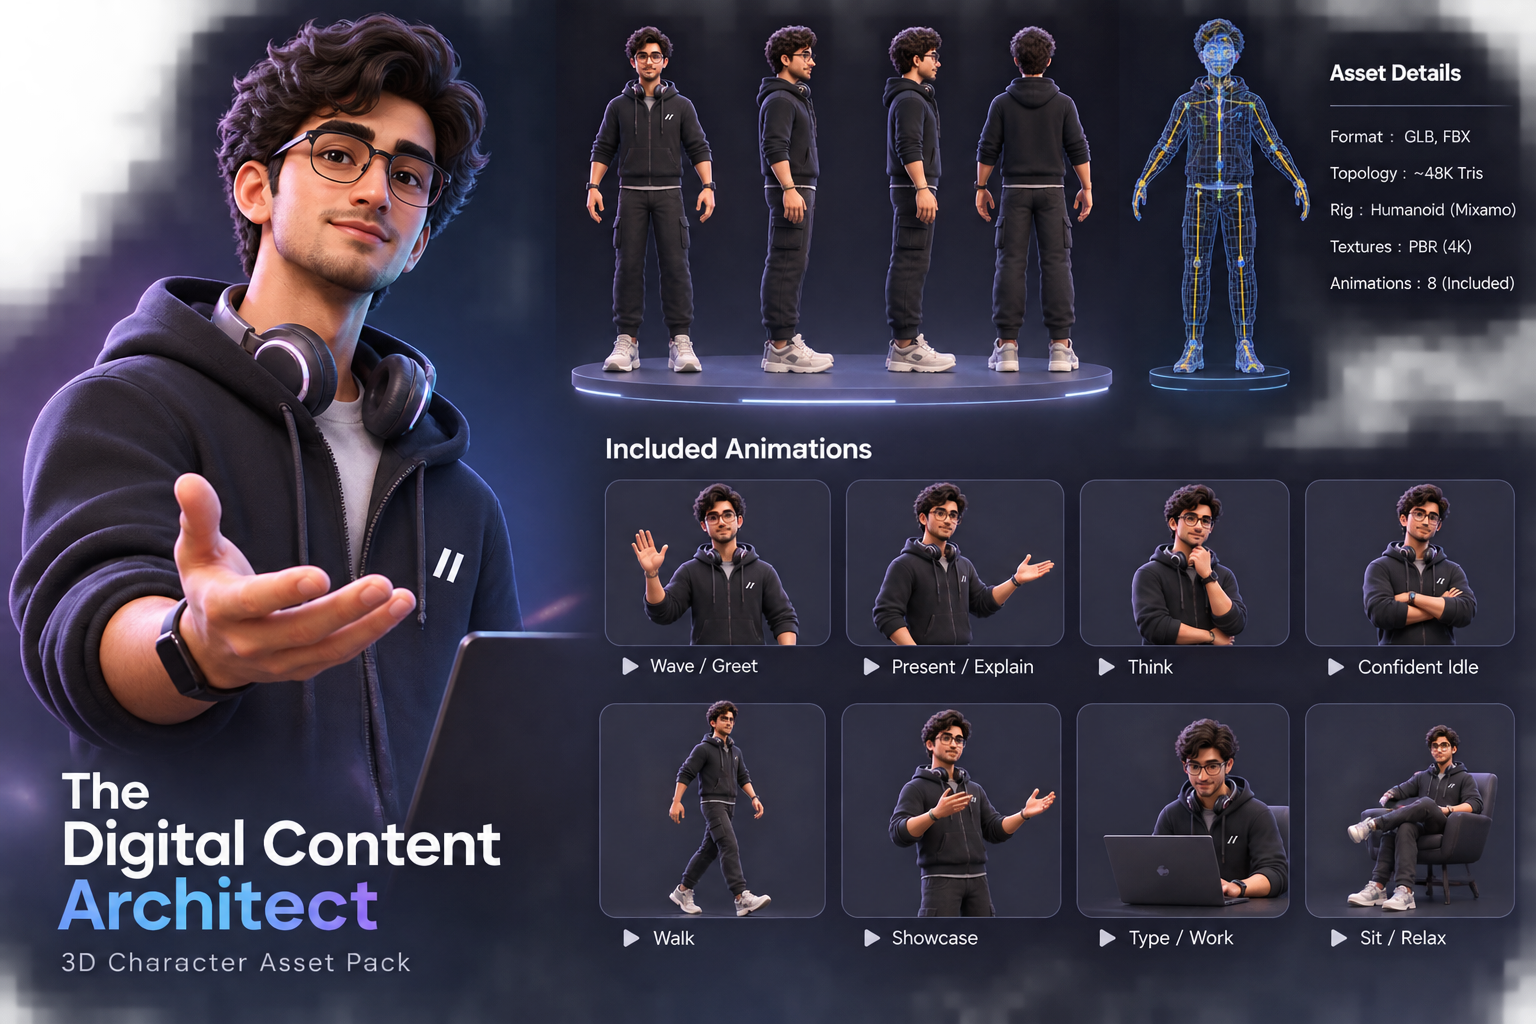 The
Digital Content
Architect
3D Character Asset Pack
Asset Details
Format : GLB, FBX
Topology : ~48K Tris
Rig : Humanoid (Mixamo)
Textures : PBR (4K)
Animations : 8 (Included)
Included Animations
Wave / Greet
Present / Explain
Think
Confident Idle
Walk
Showcase
Type / Work
Sit / Relax